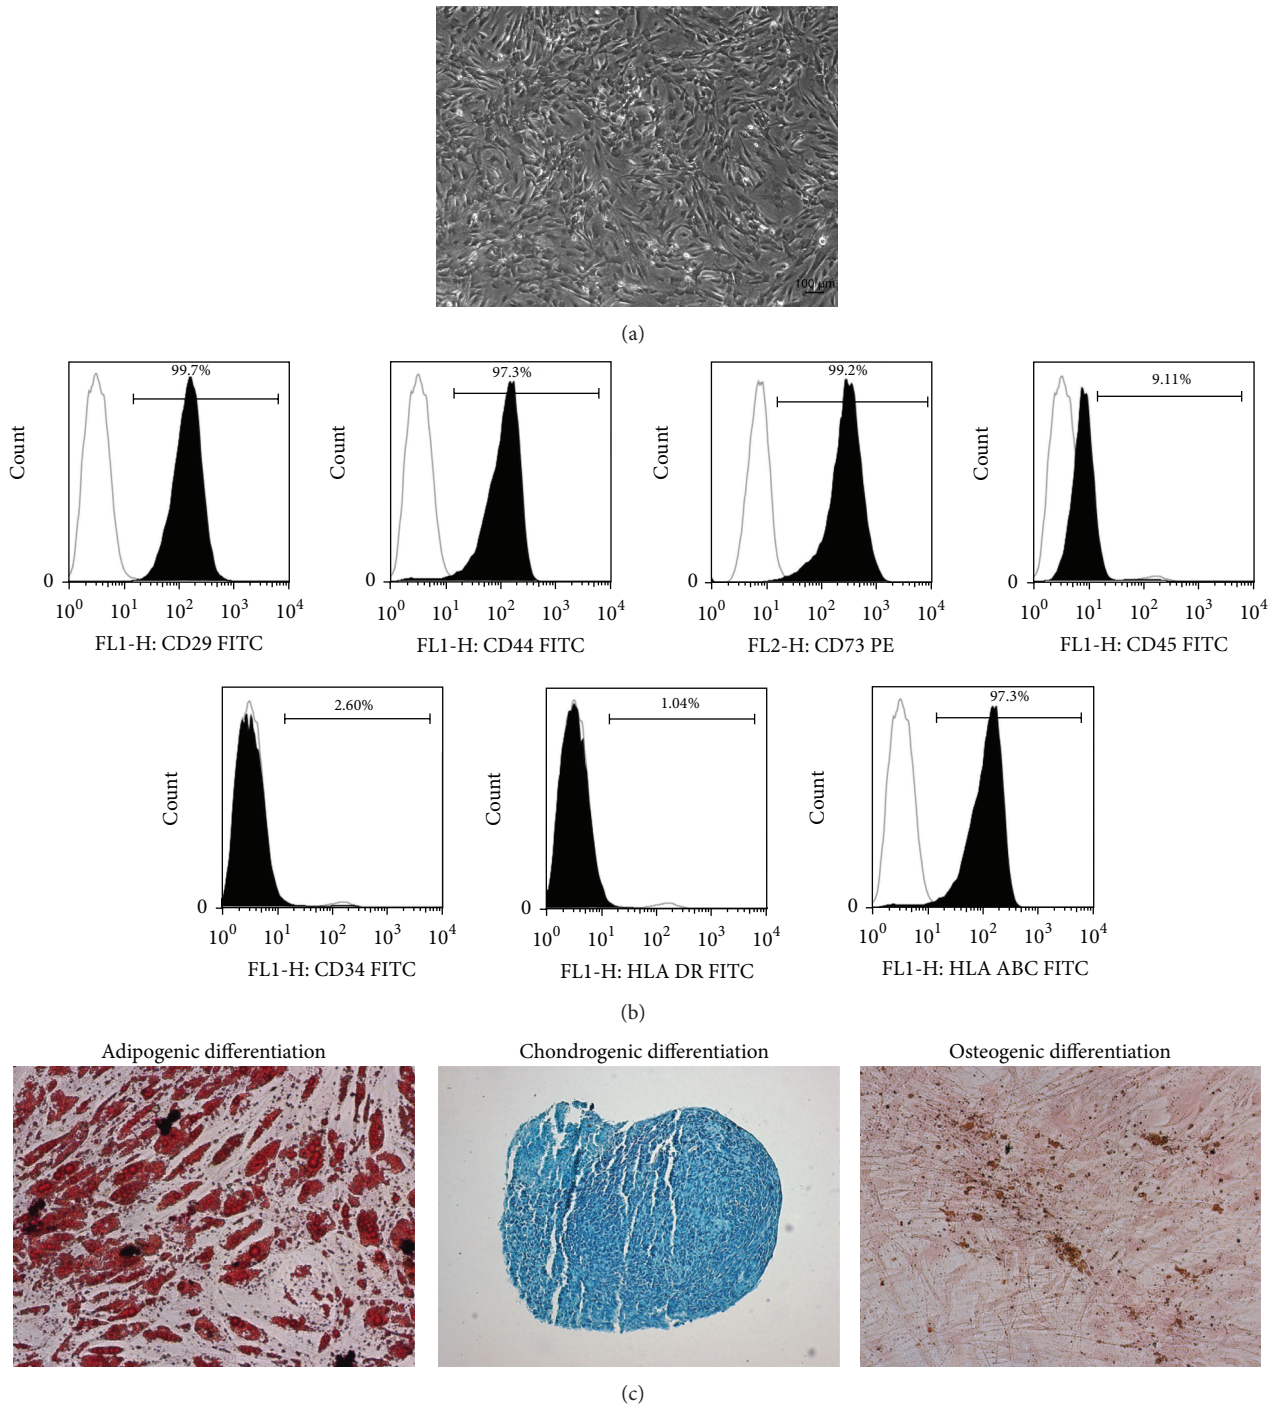 100 μm
(a)
99.7%
Count
0
10^0 10^1 10^2 10^3 10^4
FL1-H: CD29 FITC
97.3%
Count
0
10^0 10^1 10^2 10^3 10^4
FL1-H: CD44 FITC
99.2%
Count
0
10^0 10^1 10^2 10^3 10^4
FL2-H: CD73 PE
9.11%
Count
0
10^0 10^1 10^2 10^3 10^4
FL1-H: CD45 FITC
2.60%
Count
0
10^0 10^1 10^2 10^3 10^4
FL1-H: CD34 FITC
1.04%
Count
0
10^0 10^1 10^2 10^3 10^4
FL1-H: HLA DR FITC
97.3%
Count
0
10^0 10^1 10^2 10^3 10^4
FL1-H: HLA ABC FITC
(b)
Adipogenic differentiation
Chondrogenic differentiation
Osteogenic differentiation
(c)